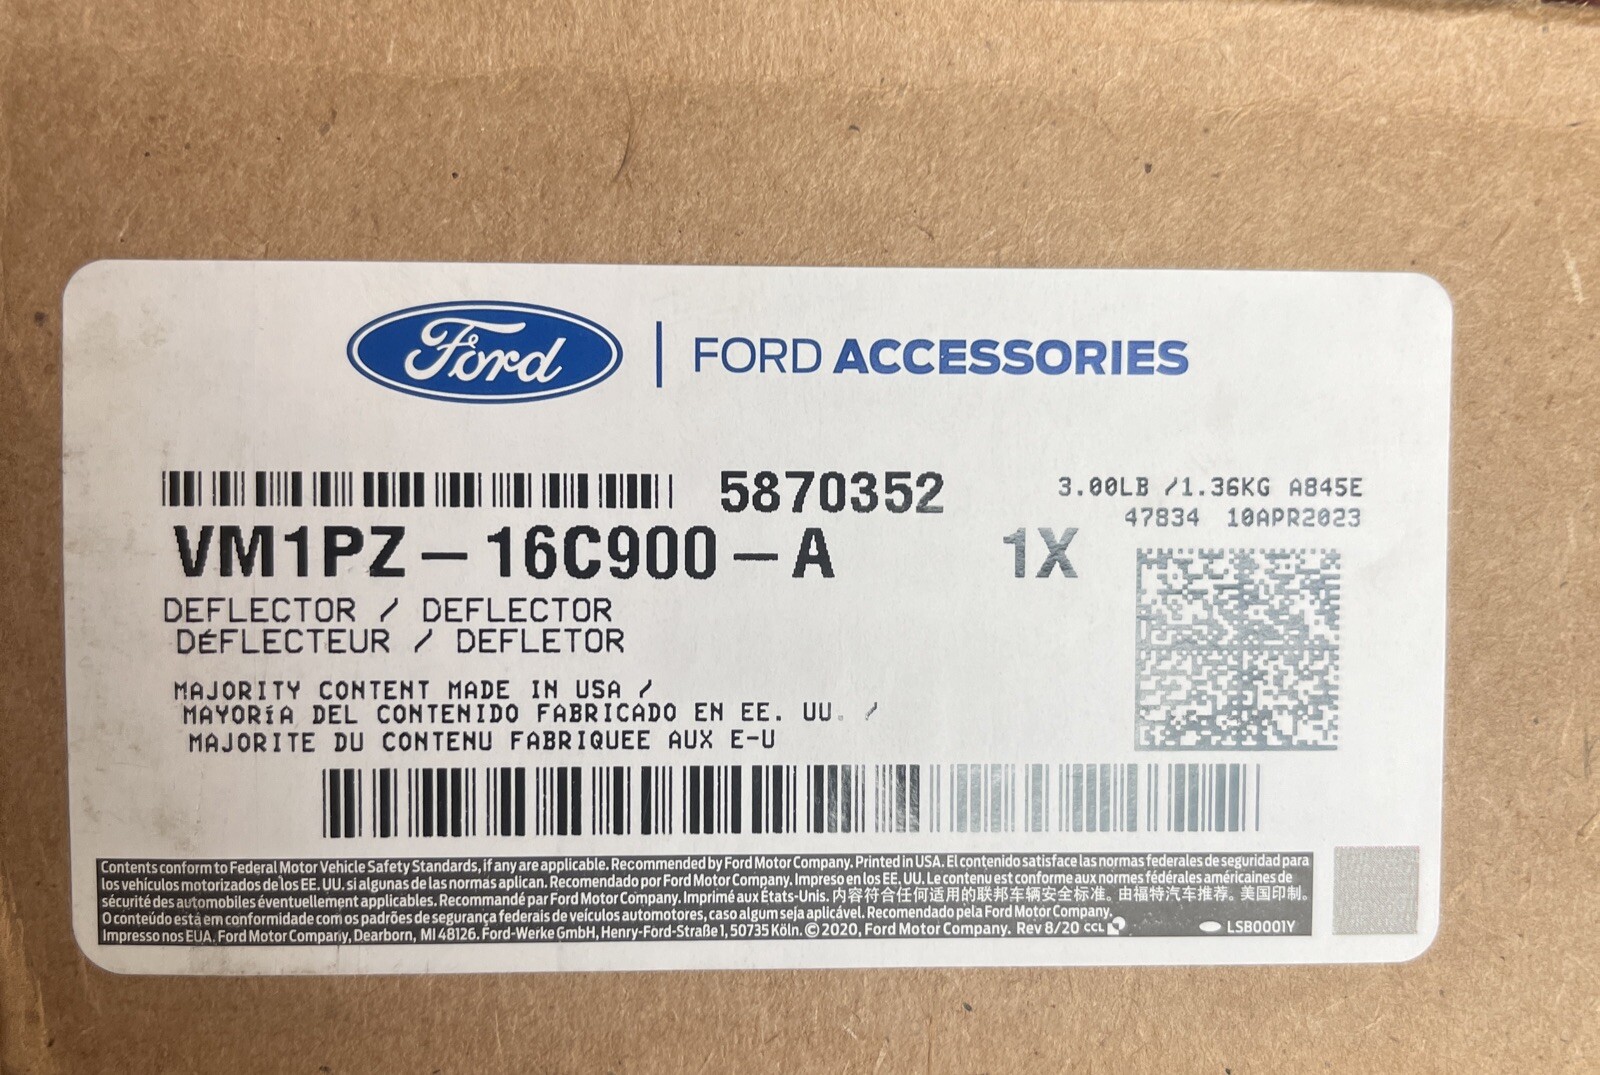 Ford | FORD ACCESSORIES
5870352
3.00LB /1.36KG A845E
47834 10APR2023
VM1PZ-16C900-A 1X
DEFLECTOR / DEFLECTOR
DÉFLECTEUR / DEFLETOR
MAJORITY CONTENT MADE IN USA /
MAYORíA DEL CONTENIDO FABRICADO EN EE. UU. /
MAJORITE DU CONTENU FABRIQUEE AUX E-U
Contents conform to Federal Motor Vehicle Safety Standards, if any are applicable. Recommended by Ford Motor Company. Printed in USA. El contenido satisface las normas federales de seguridad para
los vehículos motorizados de los EE. UU. si algunas de las normas aplican. Recomendado por Ford Motor Company. Impreso en los EE. UU. Le contenu est conforme aux normes fédérales américaines de
sécurité des automobiles éventuellement applicables. Recommandé par Ford Motor Company. Imprimé aux États-Unis. 内容符合任何适用的联邦车辆安全标准。由福特汽车推荐。美国印制。
O conteúdo está em conformidade com os padrões de segurança federais de veículos automotores, caso algum seja aplicável. Recomendado pela Ford Motor Company.
Impresso nos EUA. Ford Motor Company, Dearborn, MI 48126. Ford-Werke GmbH, Henry-Ford-Straße 1, 50735 Köln. © 2020, Ford Motor Company. Rev 8/20 CCL LSB0001Y